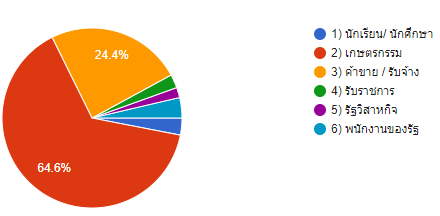 24.4%
64.6%
1) นักเรียน/ นักศึกษา
2) เกษตรกรรม
3) ค้าขาย / รับจ้าง
4) รับราชการ
5) รัฐวิสาหกิจ
6) พนักงานของรัฐ